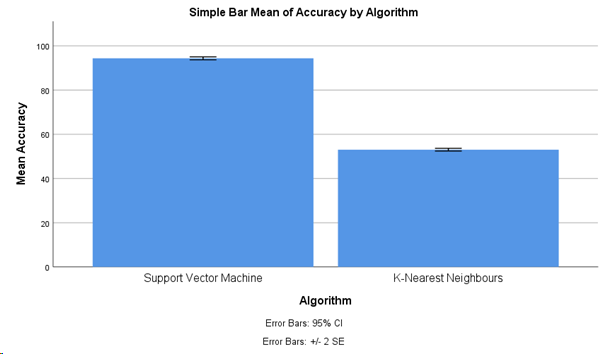 Simple Bar Mean of Accuracy by Algorithm
Mean Accuracy
100
80
60
40
20
0
Support Vector Machine
K-Nearest Neighbours
Algorithm
Error Bars: 95% CI
Error Bars: +/- 2 SE